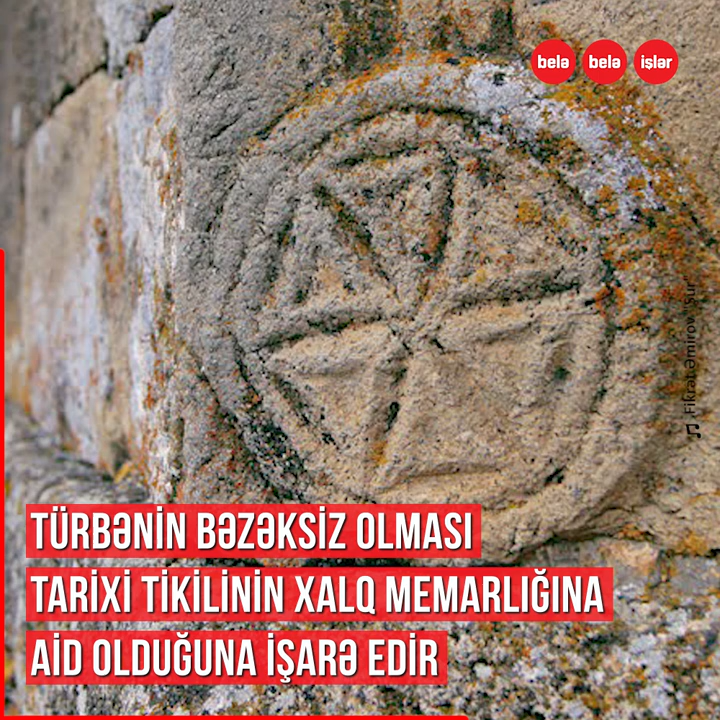 belə belə işlər
Fikrət Əmirov - Şur
TÜRBƏNİN BƏZƏKSİZ OLMASI
TARİXİ TİKİLİNİN XALQ MEMARLIĞINA
AİD OLDUĞUNA İŞARƏ EDİR